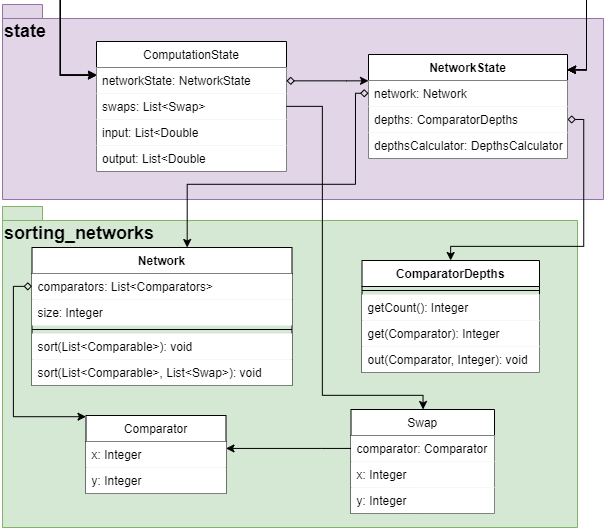 state
ComputationState
networkState: NetworkState
swaps: List<Swap>
input: List<Double
output: List<Double
NetworkState
network: Network
depths: ComparatorDepths
depthsCalculator: DepthsCalculator
sorting_networks
Network
comparators: List<Comparators>
size: Integer
sort(List<Comparable>): void
sort(List<Comparable>, List<Swap>): void
ComparatorDepths
getCount(): Integer
get(Comparator): Integer
out(Comparator, Integer): void
Comparator
x: Integer
y: Integer
Swap
comparator: Comparator
x: Integer
y: Integer